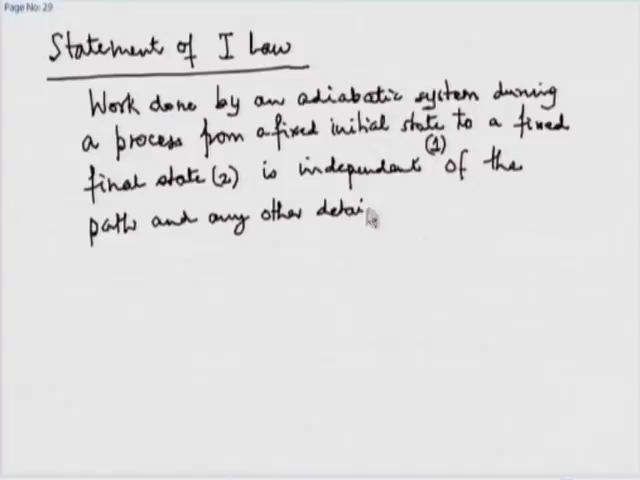 Page No: 29
Statement of I Law
Work done by an adiabatic system during
a process from a fixed initial state to a fixed
(1)
final state (2) is independent of the
path and any other detai